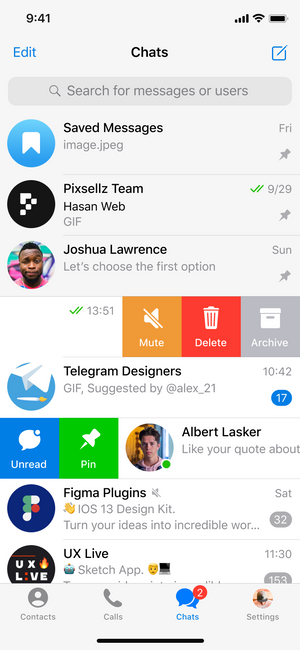 9:41
Edit
Chats
Search for messages or users
Saved Messages
Fri
image.jpeg
Pixsellz Team
9/29
Hasan Web
GIF
Joshua Lawrence
Sun
Let's choose the first option
13:51
Mute
Delete
Archive
Telegram Designers
10:42
GIF, Suggested by @alex_21
17
Unread
Pin
Albert Lasker
Like your quote about
Figma Plugins
Sat
👋 IOS 13 Design Kit.
Turn your ideas into incredible wor...
32
UX LIVE
UX Live
11:30
Sketch App.
153
2
Contacts
Calls
Chats
Settings